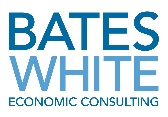 BATES
WHITE
ECONOMIC CONSULTING